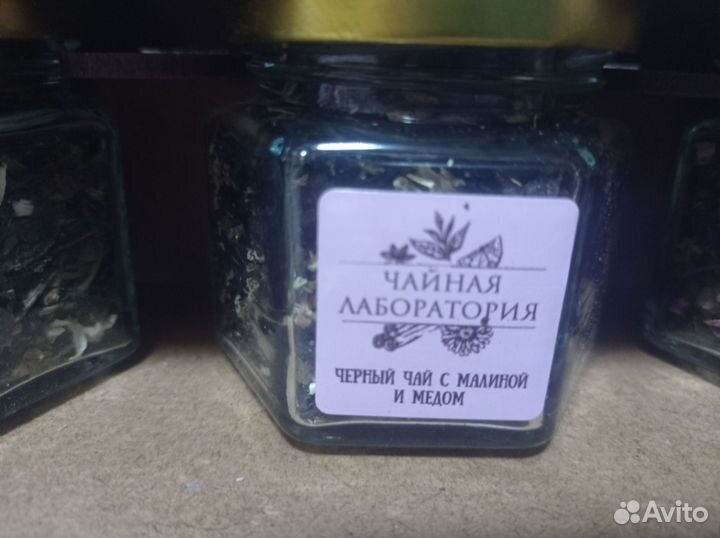 ЧАЙНАЯ
ЛАБОРАТОРИЯ
ЧЕРНЫЙ ЧАЙ С МАЛИНОЙ
И МЕДОМ
Avito